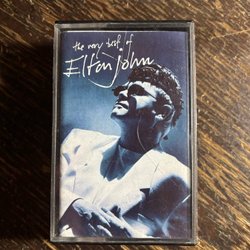 the very best of
Elton John